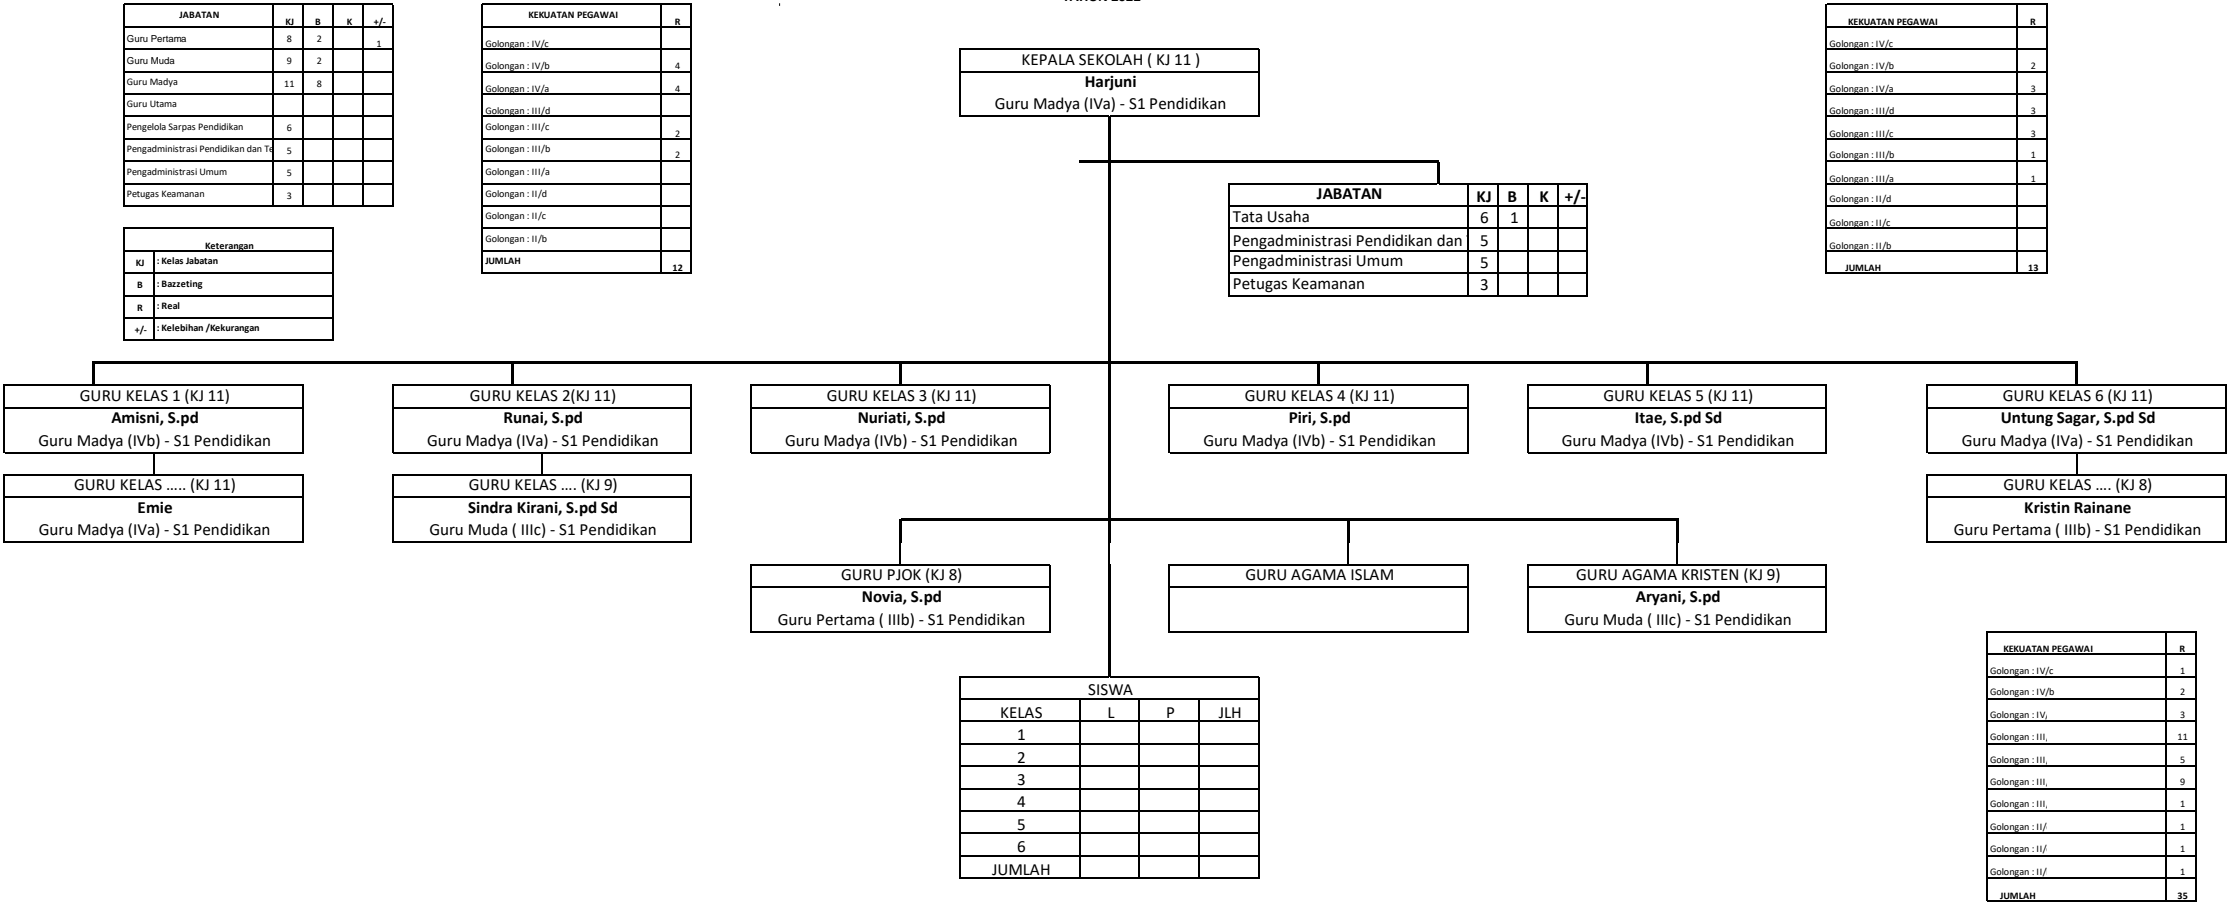 TAHUN 2022
JABATAN KJ B K +/-
Guru Pertama 8 2 1
Guru Muda 9 2
Guru Madya 11 8
Guru Utama
Pengelola Sarpas Pendidikan 6
Pengadministrasi Pendidikan dan Te 5
Pengadministrasi Umum 5
Petugas Keamanan 3
Keterangan
KJ : Kelas Jabatan
B : Bazzeting
R : Real
+/- : Kelebihan /Kekurangan
KEKUATAN PEGAWAI R
Golongan : IV/c
Golongan : IV/b 4
Golongan : IV/a 4
Golongan : III/d
Golongan : III/c 2
Golongan : III/b 2
Golongan : III/a
Golongan : II/d
Golongan : II/c
Golongan : II/b
JUMLAH 12
KEPALA SEKOLAH ( KJ 11 )
Harjuni
Guru Madya (IVa) - S1 Pendidikan
JABATAN KJ B K +/-
Tata Usaha 6 1
Pengadministrasi Pendidikan dan 5
Pengadministrasi Umum 5
Petugas Keamanan 3
KEKUATAN PEGAWAI R
Golongan : IV/c
Golongan : IV/b 2
Golongan : IV/a 3
Golongan : III/d 3
Golongan : III/c 3
Golongan : III/b 1
Golongan : III/a 1
Golongan : II/d
Golongan : II/c
Golongan : II/b
JUMLAH 13
GURU KELAS 1 (KJ 11)
Amisni, S.pd
Guru Madya (IVb) - S1 Pendidikan
GURU KELAS 2(KJ 11)
Runai, S.pd
Guru Madya (IVa) - S1 Pendidikan
GURU KELAS 3 (KJ 11)
Nuriati, S.pd
Guru Madya (IVb) - S1 Pendidikan
GURU KELAS 4 (KJ 11)
Piri, S.pd
Guru Madya (IVb) - S1 Pendidikan
GURU KELAS 5 (KJ 11)
Itae, S.pd Sd
Guru Madya (IVb) - S1 Pendidikan
GURU KELAS 6 (KJ 11)
Untung Sagar, S.pd Sd
Guru Madya (IVa) - S1 Pendidikan
GURU KELAS ..... (KJ 11)
Emie
Guru Madya (IVa) - S1 Pendidikan
GURU KELAS .... (KJ 9)
Sindra Kirani, S.pd Sd
Guru Muda ( IIIc) - S1 Pendidikan
GURU KELAS .... (KJ 8)
Kristin Rainane
Guru Pertama ( IIIb) - S1 Pendidikan
GURU PJOK (KJ 8)
Novia, S.pd
Guru Pertama ( IIIb) - S1 Pendidikan
GURU AGAMA ISLAM
GURU AGAMA KRISTEN (KJ 9)
Aryani, S.pd
Guru Muda ( IIIc) - S1 Pendidikan
SISWA
KELAS L P JLH
1
2
3
4
5
6
JUMLAH
KEKUATAN PEGAWAI R
Golongan : IV/c 1
Golongan : IV/b 2
Golongan : IV/ 3
Golongan : III/ 11
Golongan : III/ 5
Golongan : III/ 9
Golongan : III/ 1
Golongan : II/ 1
Golongan : II/ 1
Golongan : II/ 1
JUMLAH 35